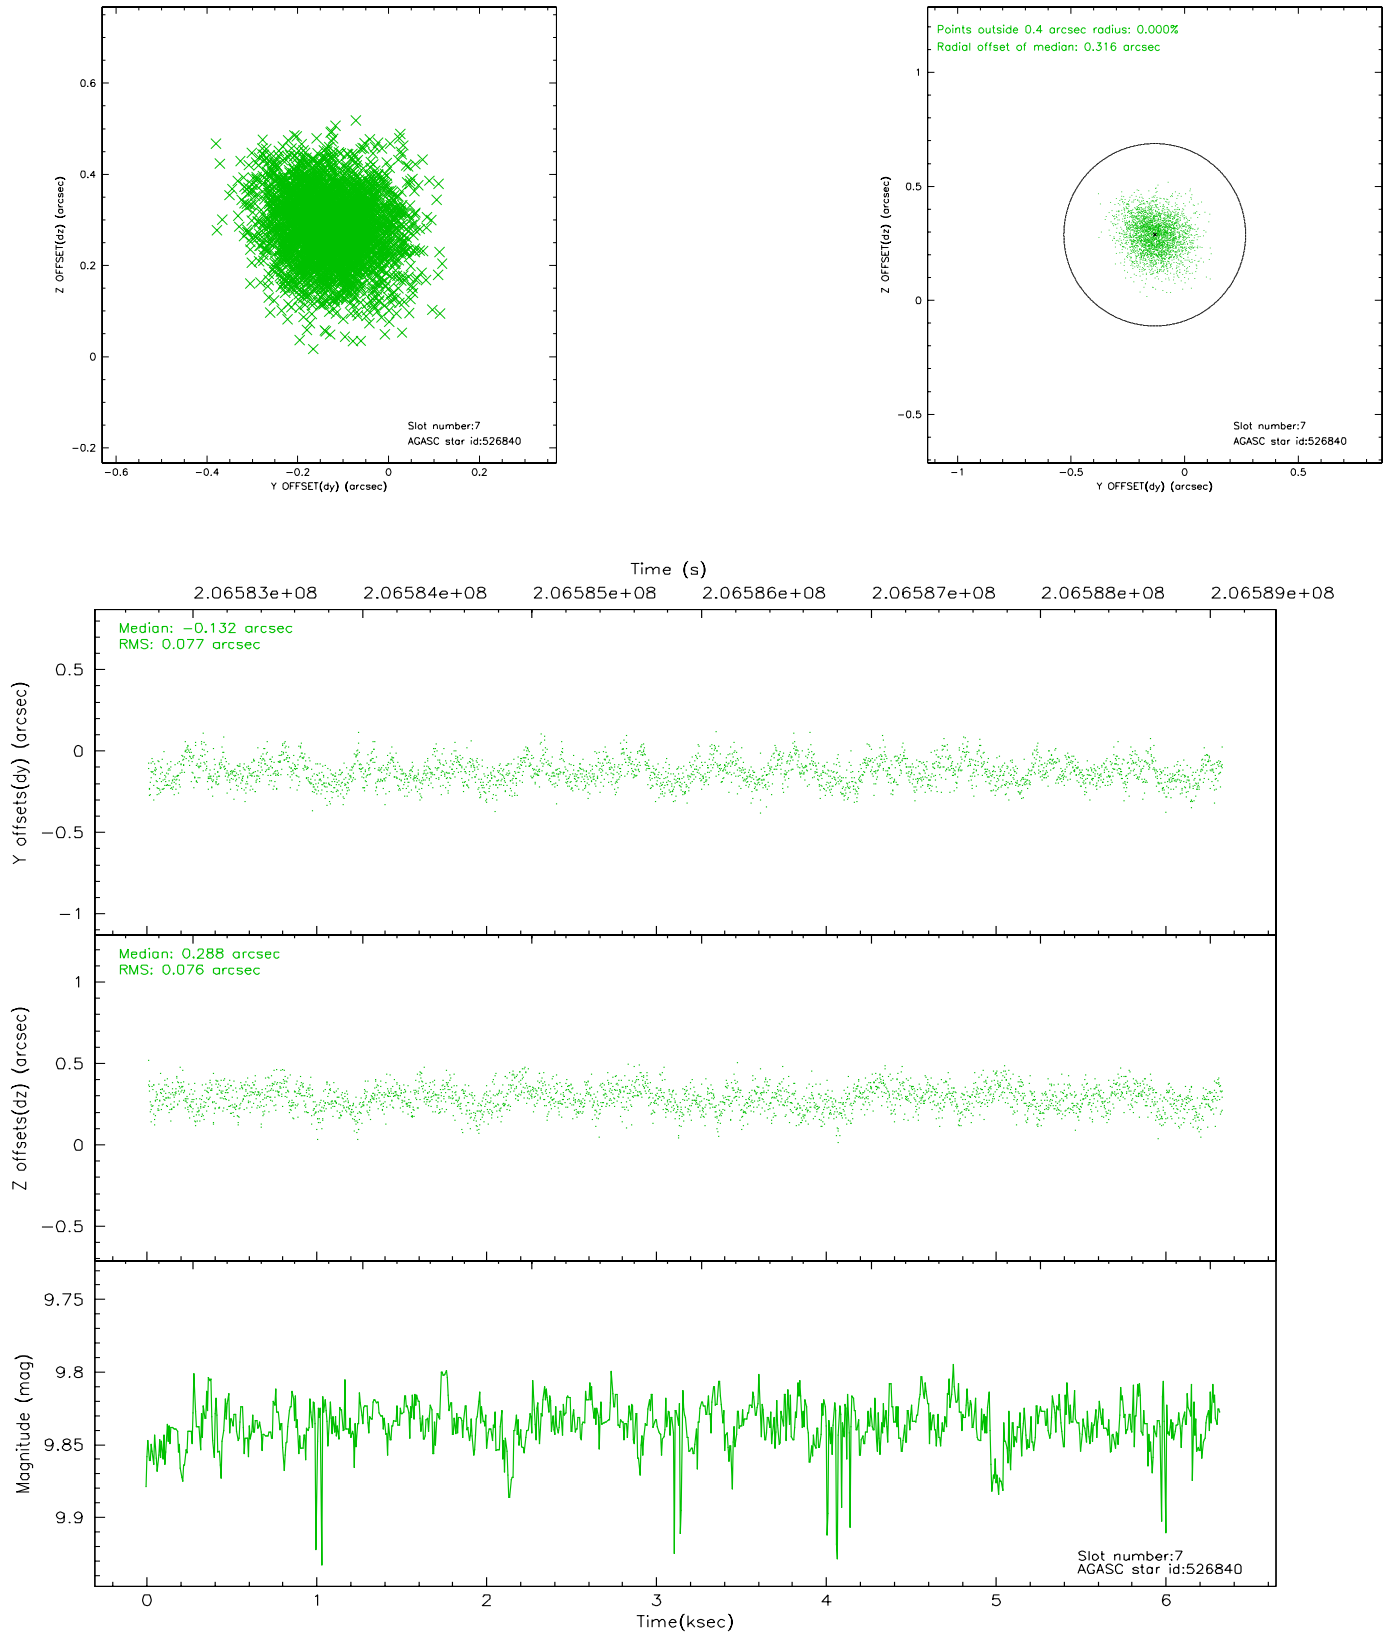 0.6
0.4
0.2
0
−0.2
Z OFFSET(dz) (arcsec)
Slot number:7
AGASC star id:526840
−0.6 −0.4 −0.2 0 0.2
Y OFFSET(dy) (arcsec)
Points outside 0.4 arcsec radius: 0.000%
Radial offset of median: 0.316 arcsec
1
0.5
0
−0.5
Z OFFSET(dz) (arcsec)
Slot number:7
AGASC star id:526840
−1 −0.5 0 0.5
Y OFFSET(dy) (arcsec)
Time (s)
2.06583e+08 2.06584e+08 2.06585e+08 2.06586e+08 2.06587e+08 2.06588e+08 2.06589e+08
Median: −0.132 arcsec
RMS: 0.077 arcsec
0.5
0
−0.5
−1
Y offsets(dy) (arcsec)
Median: 0.288 arcsec
RMS: 0.076 arcsec
1
0.5
0
−0.5
Z offsets(dz) (arcsec)
9.75
9.8
9.85
9.9
Magnitude (mag)
Slot number:7
AGASC star id:526840
0 1 2 3 4 5 6
Time(ksec)